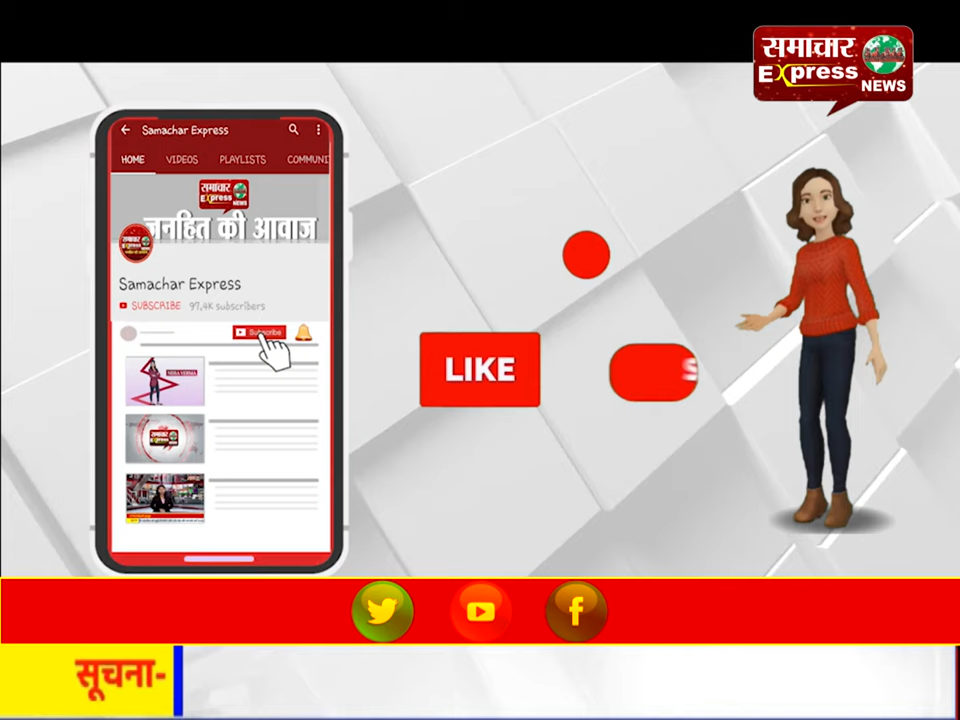 समाचार
Express
NEWS
Samachar Express
HOME VIDEOS PLAYLISTS COMMUNI
समाचार
Express
NEWS
जनहित की आवाज
Samachar Express
SUBSCRIBE 97.4K subscribers
Subscribe
LIKE
S
सूचना-